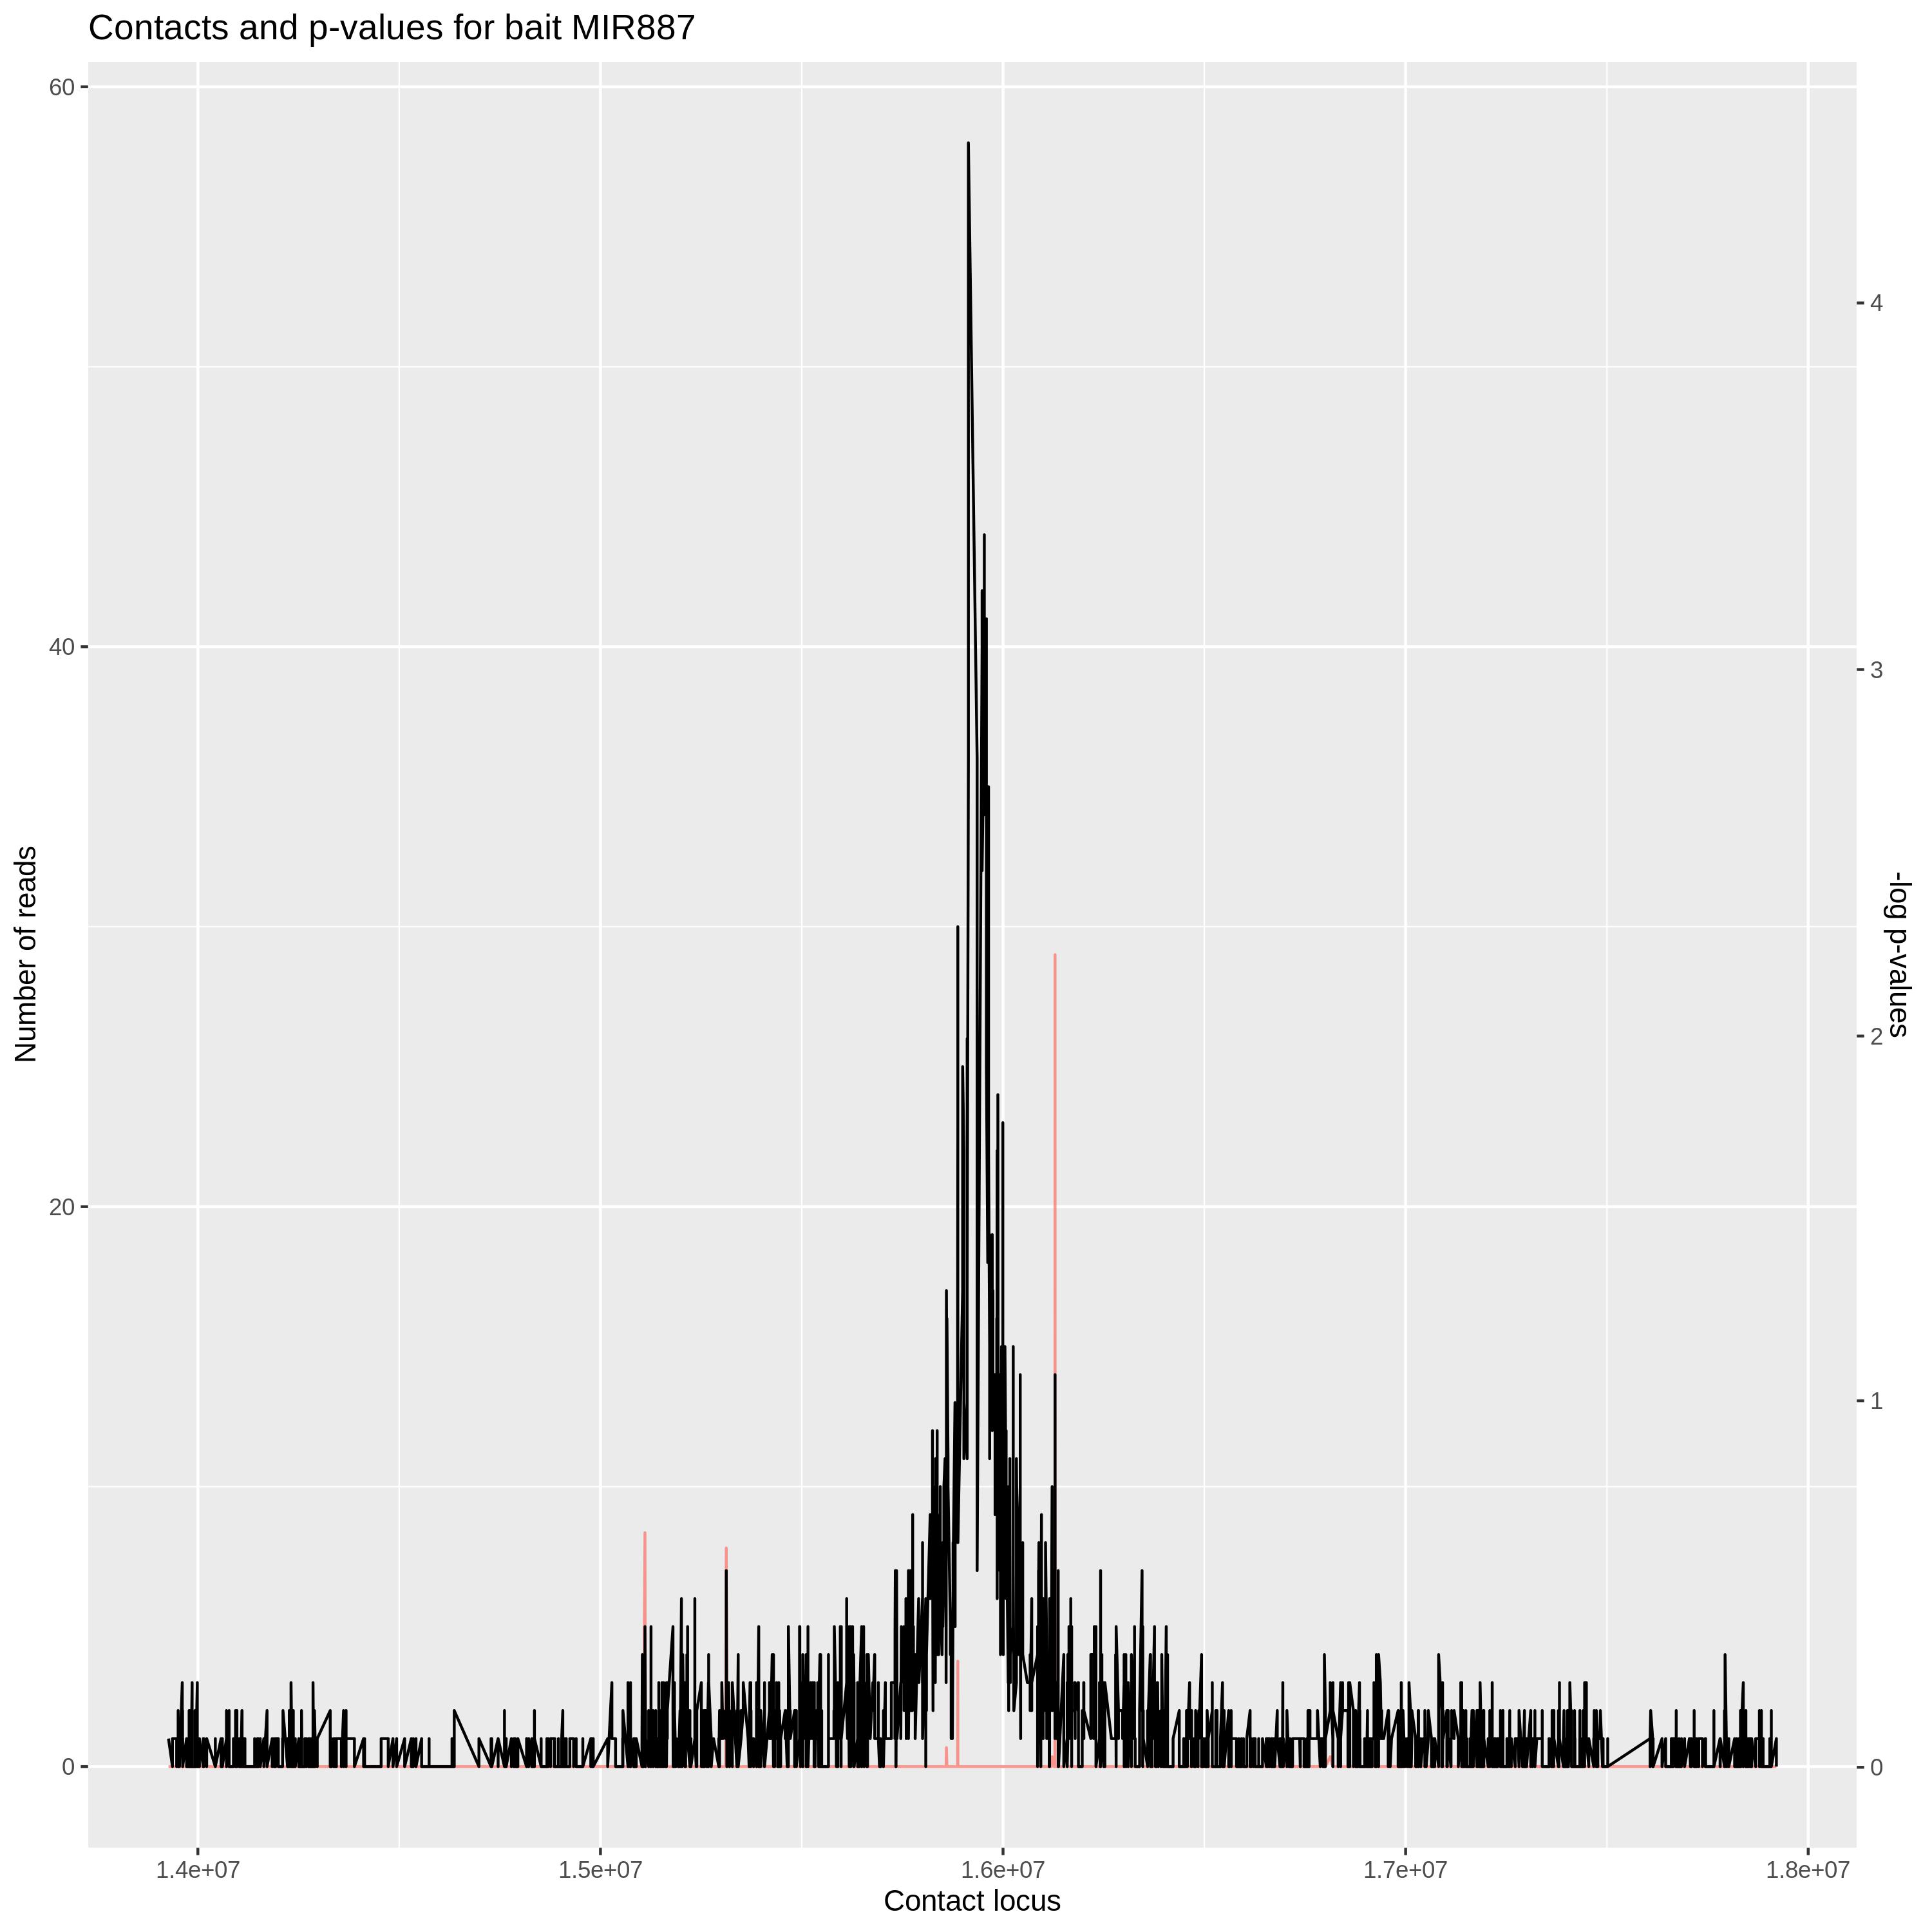 Contacts and p-values for bait MIR887
60
40
20
0
Number of reads
4
3
2
1
0
-log p-values
1.4e+07 1.5e+07 1.6e+07 1.7e+07 1.8e+07
Contact locus